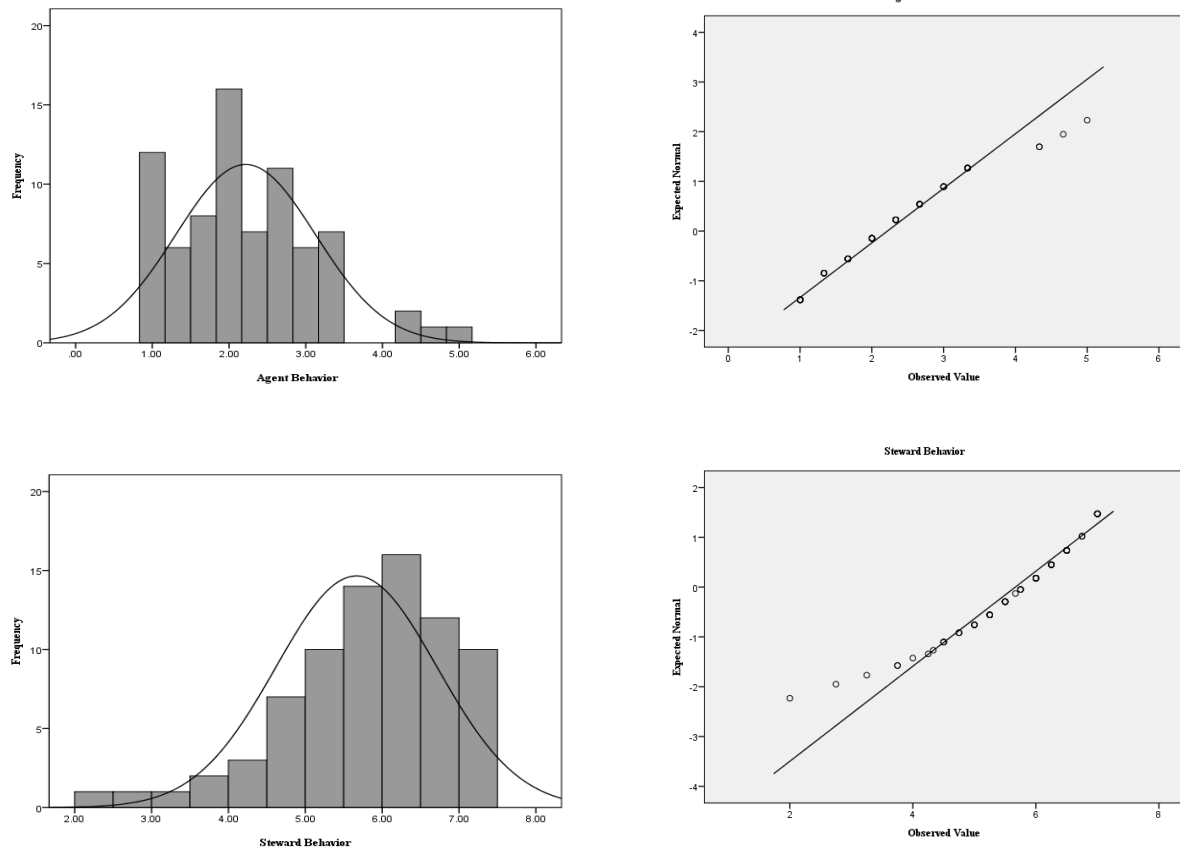 20
15
10
5
0
Frequency
.00 1.00 2.00 3.00 4.00 5.00 6.00
Agent Behavior
4
3
2
1
0
-1
-2
Expected Normal
0 1 2 3 4 5 6
Observed Value
20
15
10
5
0
Frequency
2.00 3.00 4.00 5.00 6.00 7.00 8.00
Steward Behavior
Steward Behavior
2
1
0
-1
-2
-3
-4
Expected Normal
2 4 6 8
Observed Value